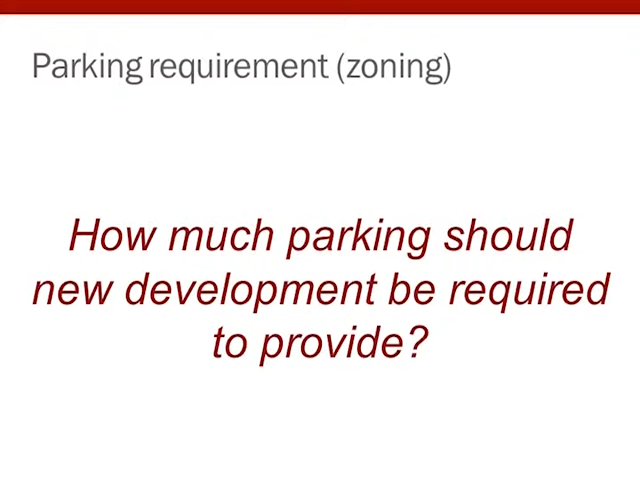 Parking requirement (zoning)
How much parking should
new development be required
to provide?